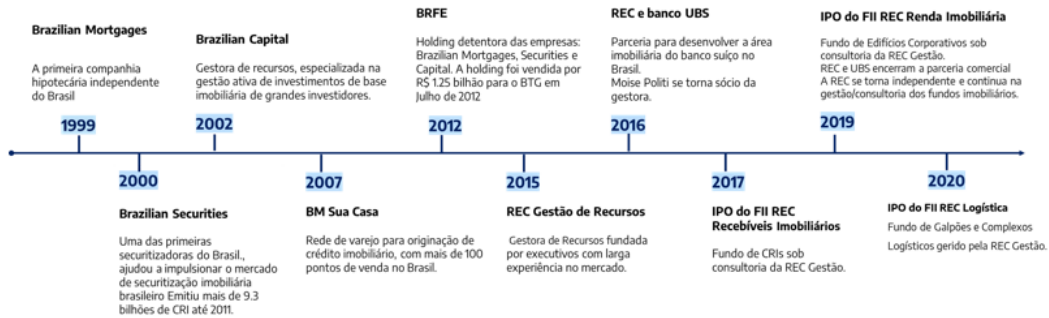 Brazilian Mortgages
A primeira companhia
hipotecária independente
do Brasil
1999
Brazilian Capital
Gestora de recursos, especializada na
gestão ativa de investimentos de base
imobiliária de grandes investidores.
2002
BRFE
Holding detentora das empresas:
Brazilian Mortgages, Securities e
Capital. A holding foi vendida por
R$ 1.25 bilhão para o BTG em
Julho de 2012
2012
REC e banco UBS
Parceria para desenvolver a área
imobiliária do banco suíço no
Brasil.
Moise Politi se torna sócio da
gestora.
2016
IPO do FII REC Renda Imobiliária
Fundo de Edifícios Corporativos sob
consultoria da REC Gestão.
REC e UBS encerram a parceria comercial
A REC se torna independente e continua na
gestão/consultoria dos fundos imobiliários.
2019
2000
Brazilian Securities
Uma das primeiras
securitizadoras do Brasil.,
ajudou a impulsionar o mercado
de securitização imobiliária
brasileiro Emitiu mais de 9.3
bilhões de CRI até 2011.
2007
BM Sua Casa
Rede de varejo para originação de
crédito imobiliário, com mais de 100
pontos de venda no Brasil.
2015
REC Gestão de Recursos
Gestora de Recursos fundada
por executivos com larga
experiência no mercado.
2017
IPO do FII REC
Recebíveis Imobiliários
Fundo de CRIs sob
consultoria da REC Gestão.
2020
IPO do FII REC Logística
Fundo de Galpões e Complexos
Logísticos gerido pela REC Gestão.